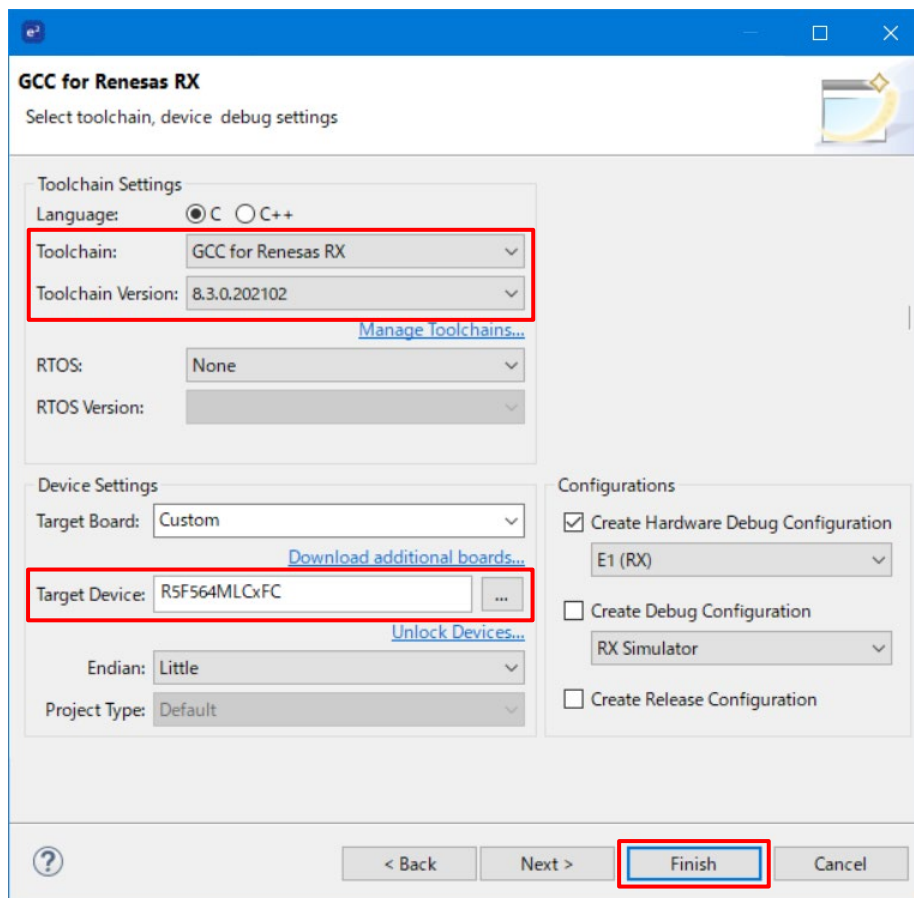 e²
GCC for Renesas RX
Select toolchain, device debug settings
Toolchain Settings
Language: C C++
Toolchain: GCC for Renesas RX
Toolchain Version: 8.3.0.202102
Manage Toolchains...
RTOS: None
RTOS Version:
Device Settings
Target Board: Custom
Download additional boards...
Target Device: R5F564MLCxFC ...
Unlock Devices...
Endian: Little
Project Type: Default
Configurations
Create Hardware Debug Configuration
E1 (RX)
Create Debug Configuration
RX Simulator
Create Release Configuration
?
< Back Next > Finish Cancel